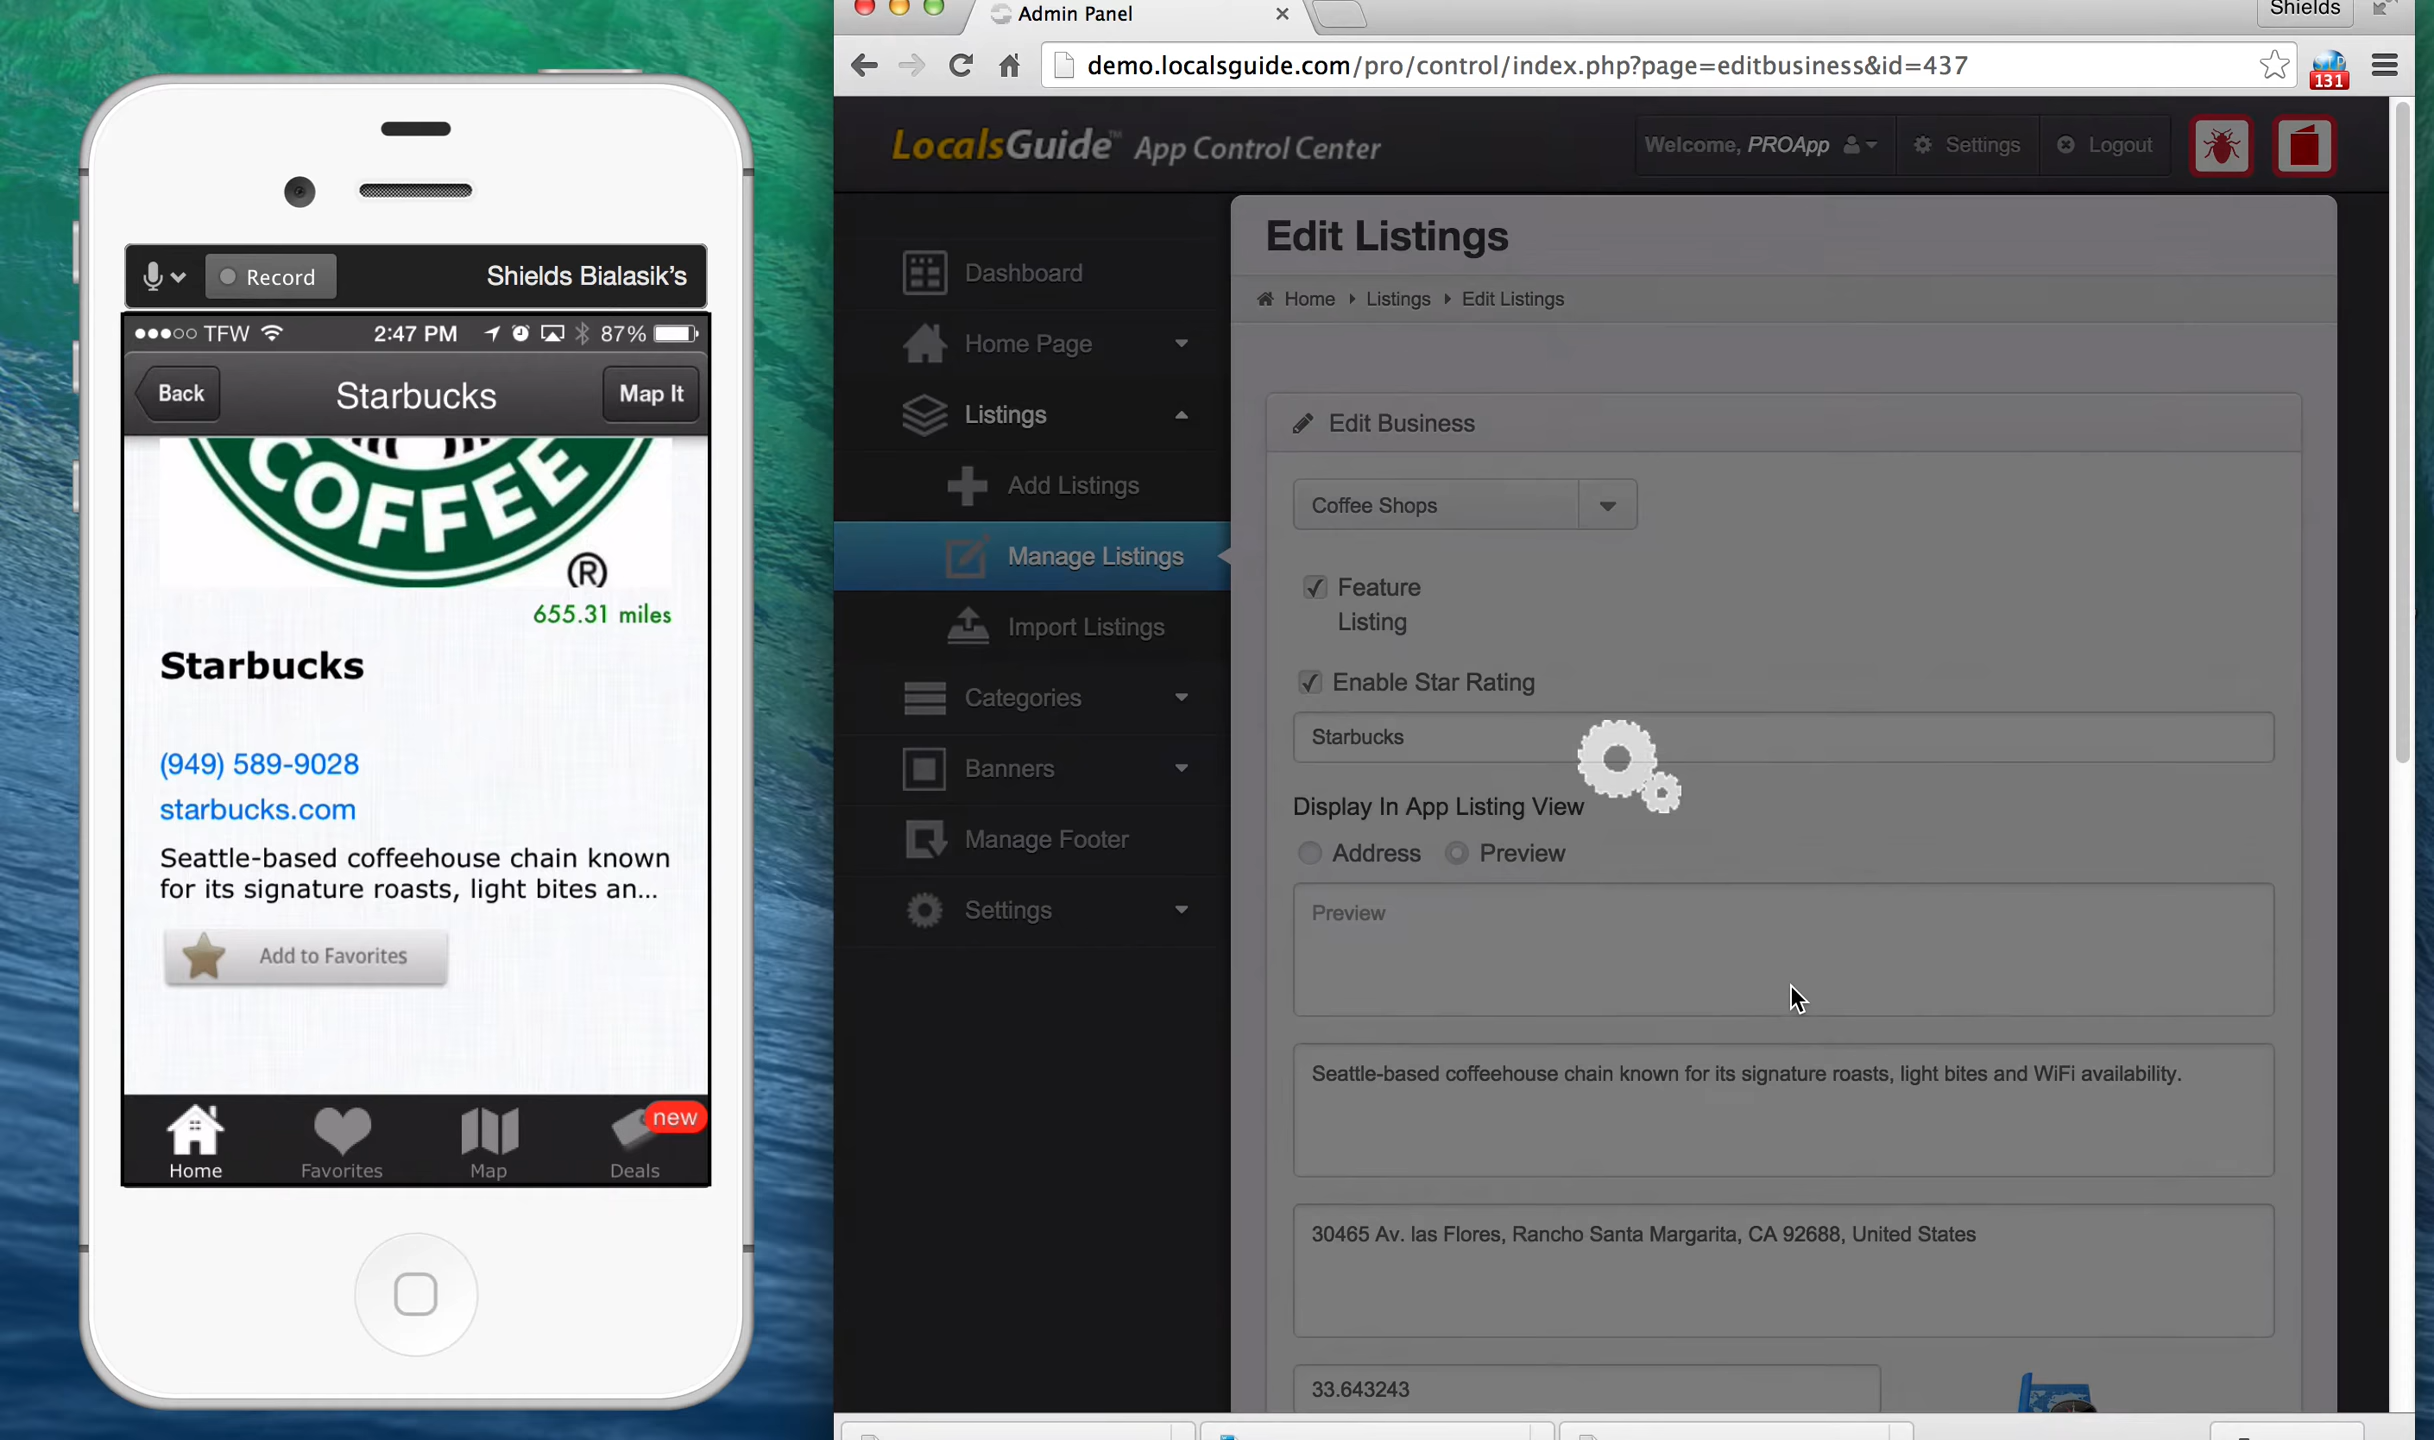 Record
Shields Bialasik's
TFW
2:47 PM
87%
Back
Starbucks
Map It
COFFEE
(R)
655.31 miles
Starbucks
(949) 589-9028
starbucks.com
Seattle-based coffeehouse chain known
for its signature roasts, light bites an...
Add to Favorites
Home
Favorites
Map
Deals
new
Admin Panel
Shields
demo.localsguide.com/pro/control/index.php?page=editbusiness&id=437
131
LocalsGuide™ App Control Center
Welcome, PROApp
Settings
Logout
Dashboard
Home Page
Listings
Add Listings
Manage Listings
Import Listings
Categories
Banners
Manage Footer
Settings
Edit Listings
Home
Listings
Edit Listings
Edit Business
Coffee Shops
Feature
Listing
Enable Star Rating
Starbucks
Display In App Listing View
Address
Preview
Preview
Seattle-based coffeehouse chain known for its signature roasts, light bites and WiFi availability.
30465 Av. las Flores, Rancho Santa Margarita, CA 92688, United States
33.643243